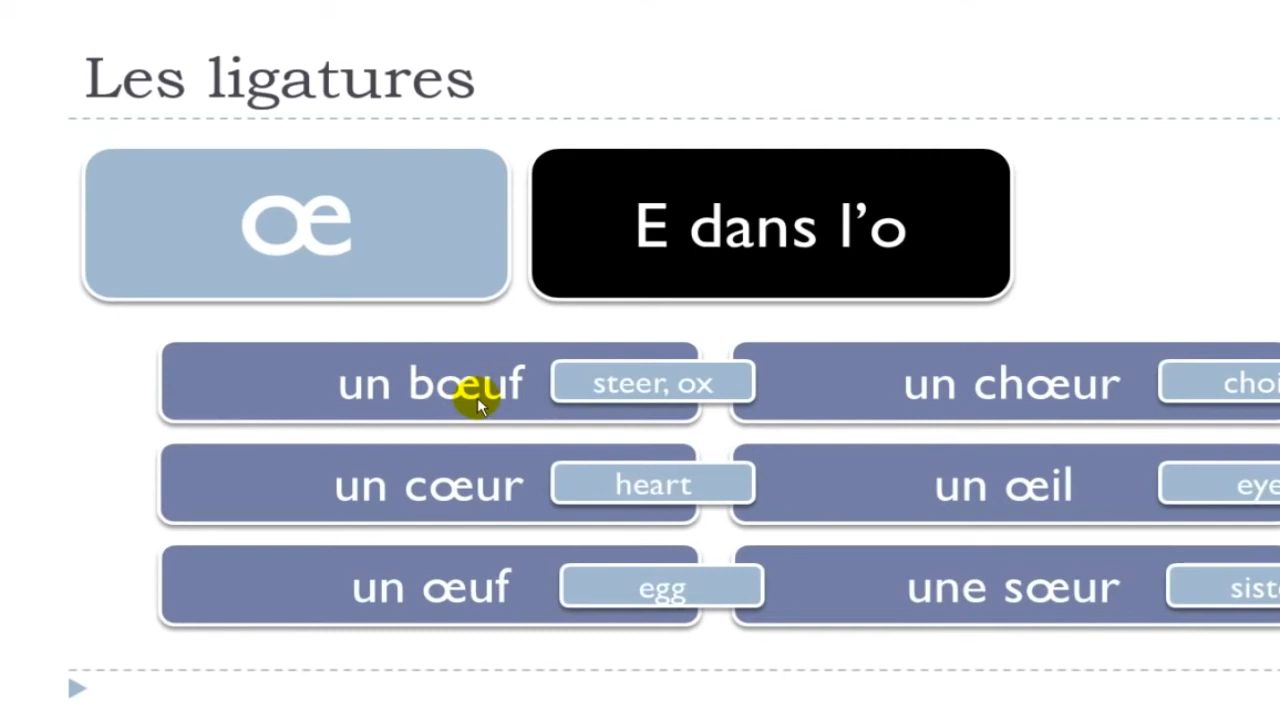 Les ligatures
œ
E dans l’o
un bœuf
steer, ox
un chœur
un cœur
heart
un œil
eye
un œuf
egg
une sœur